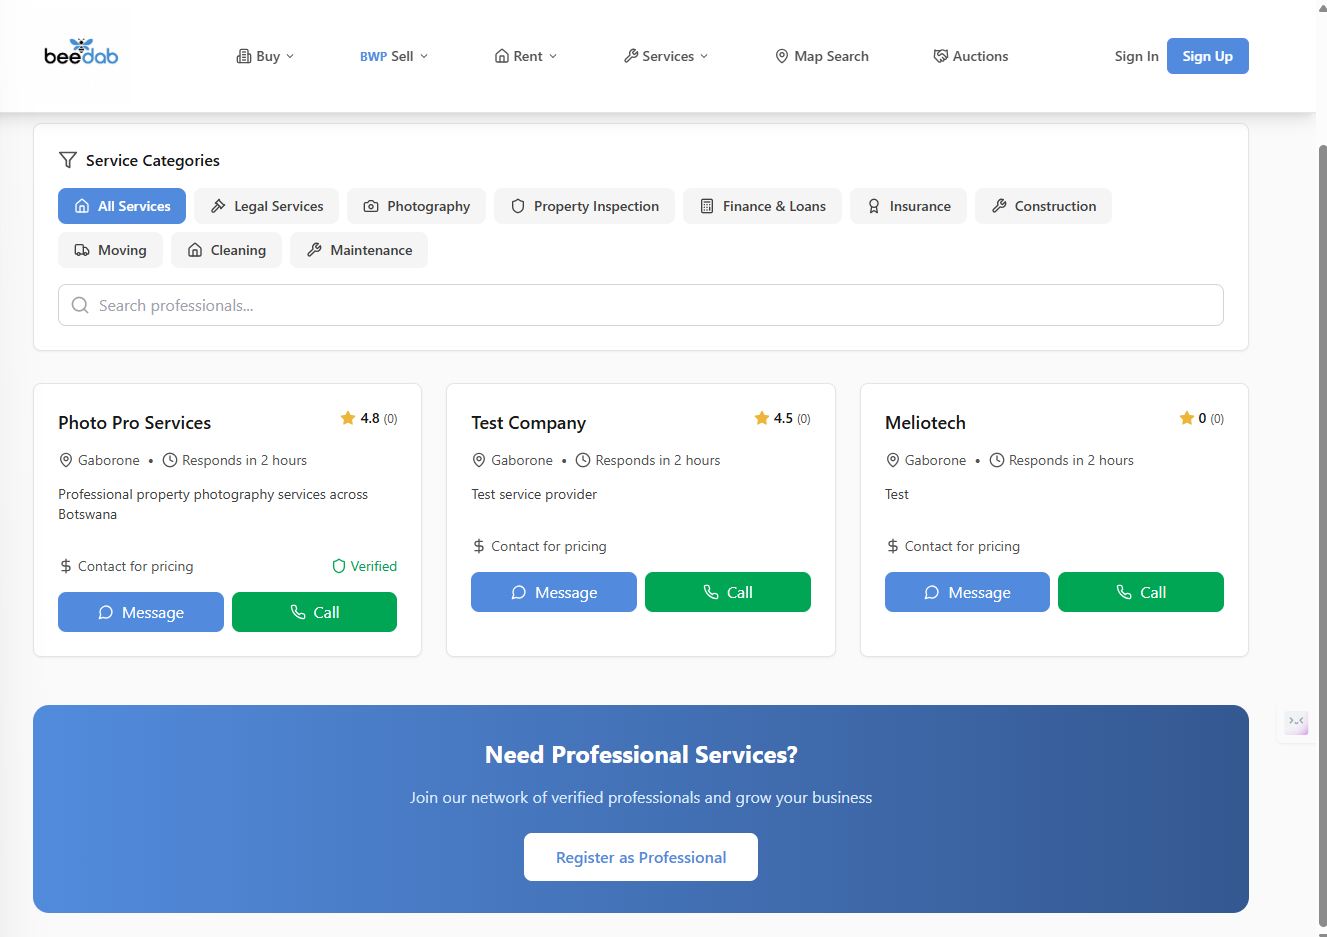 beedab
Buy
BWP Sell
Rent
Services
Map Search
Auctions
Sign In
Sign Up
Service Categories
All Services
Legal Services
Photography
Property Inspection
Finance & Loans
Insurance
Construction
Moving
Cleaning
Maintenance
Search professionals...
Photo Pro Services
4.8 (0)
Gaborone • Responds in 2 hours
Professional property photography services across
Botswana
$ Contact for pricing
Verified
Message
Call
Test Company
4.5 (0)
Gaborone • Responds in 2 hours
Test service provider
$ Contact for pricing
Message
Call
Meliotech
0 (0)
Gaborone • Responds in 2 hours
Test
$ Contact for pricing
Message
Call
Need Professional Services?
Join our network of verified professionals and grow your business
Register as Professional